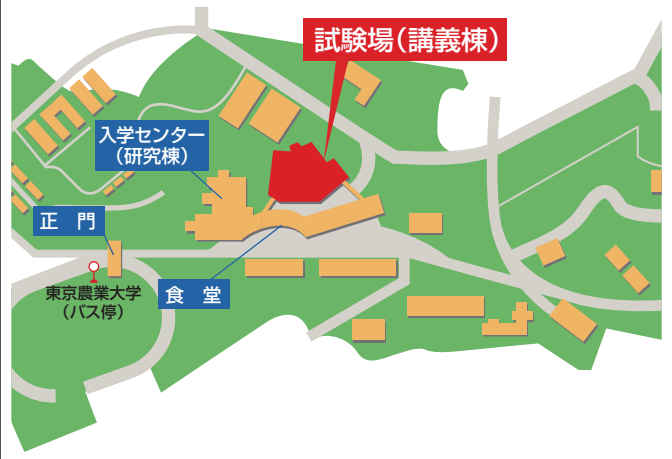 試験場(講義棟)
入学センター
(研究棟)
正 門
東京農業大学
(バス停)
食 堂